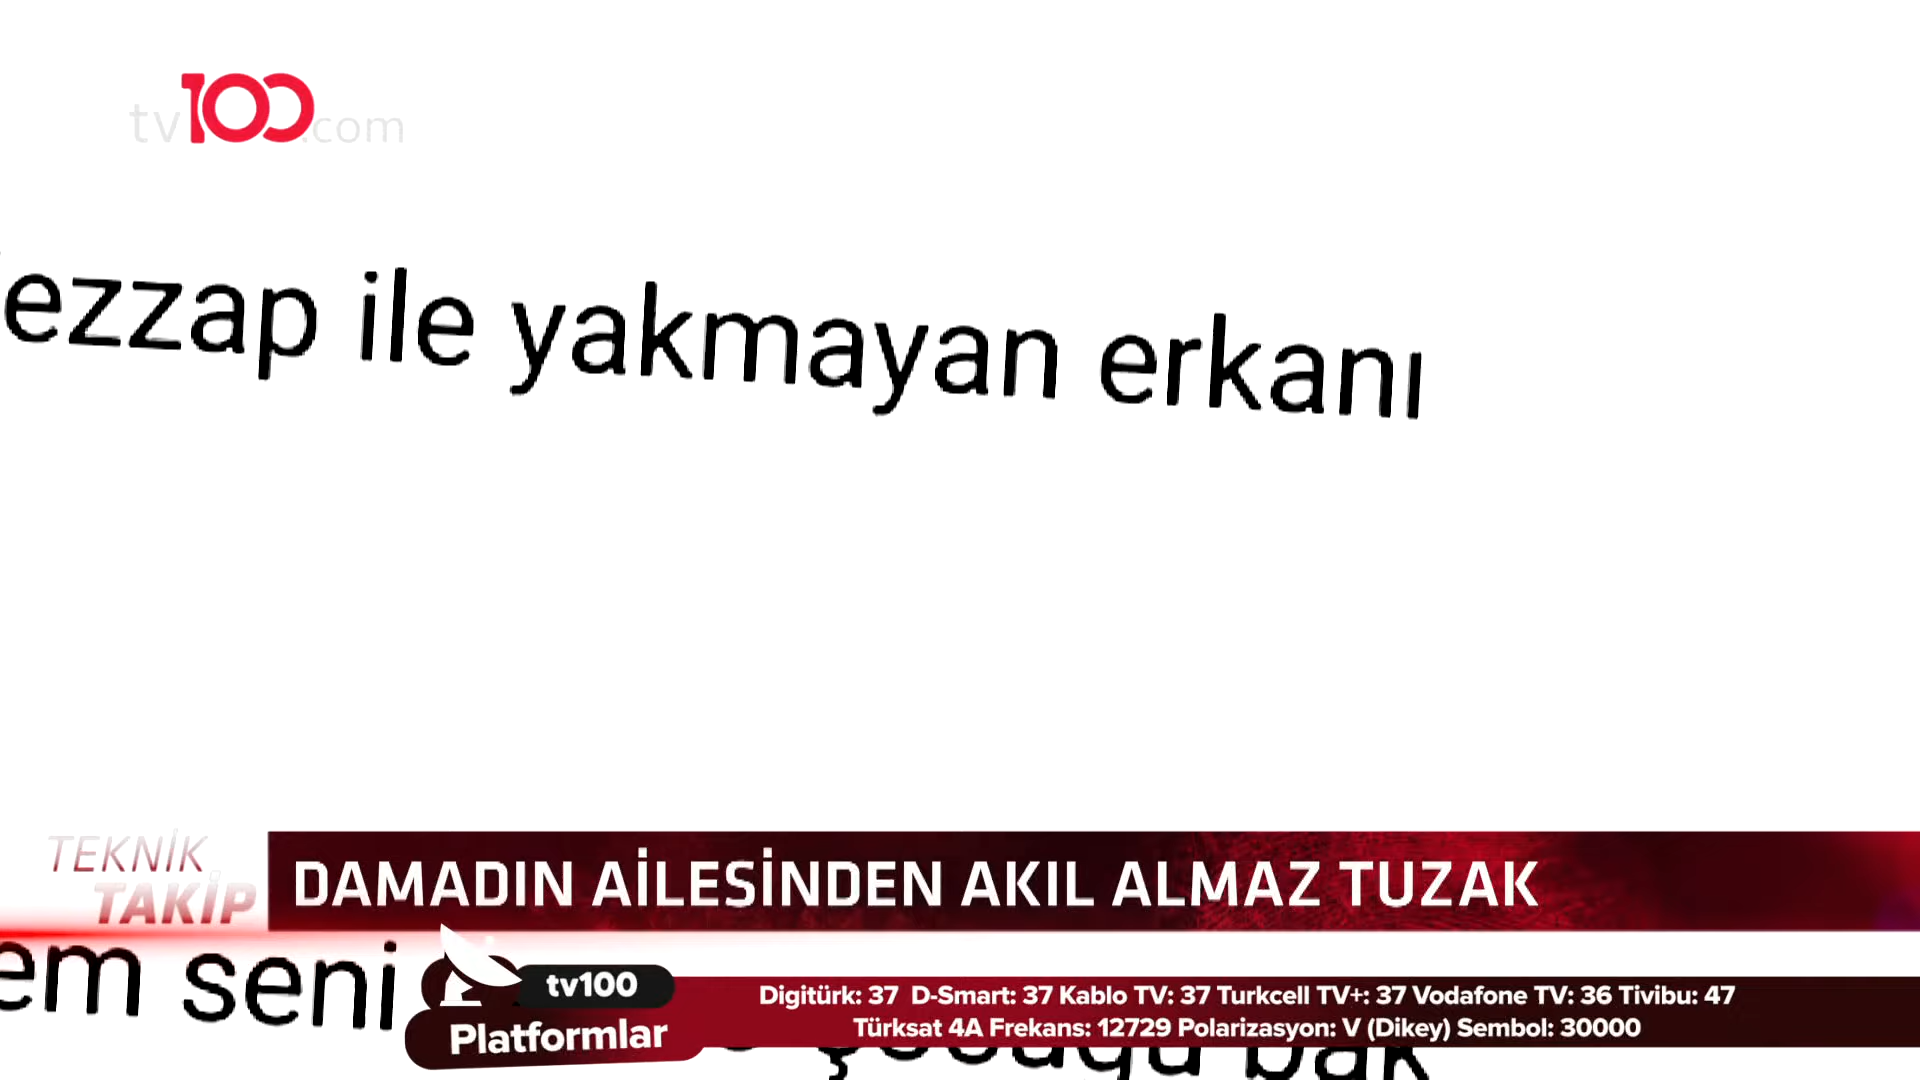 tv100.com
ezzap ile yakmayan erkanı
TEKNİK
TAKİP
DAMADIN AİLESİNDEN AKIL ALMAZ TUZAK
em seni
tv100
Platformlar
Digitürk: 37 D-Smart: 37 Kablo TV: 37 Turkcell TV+: 37 Vodafone TV: 36 Tivibu: 47
Türksat 4A Frekans: 12729 Polarizasyon: V (Dikey) Sembol: 30000
çocuğu bak